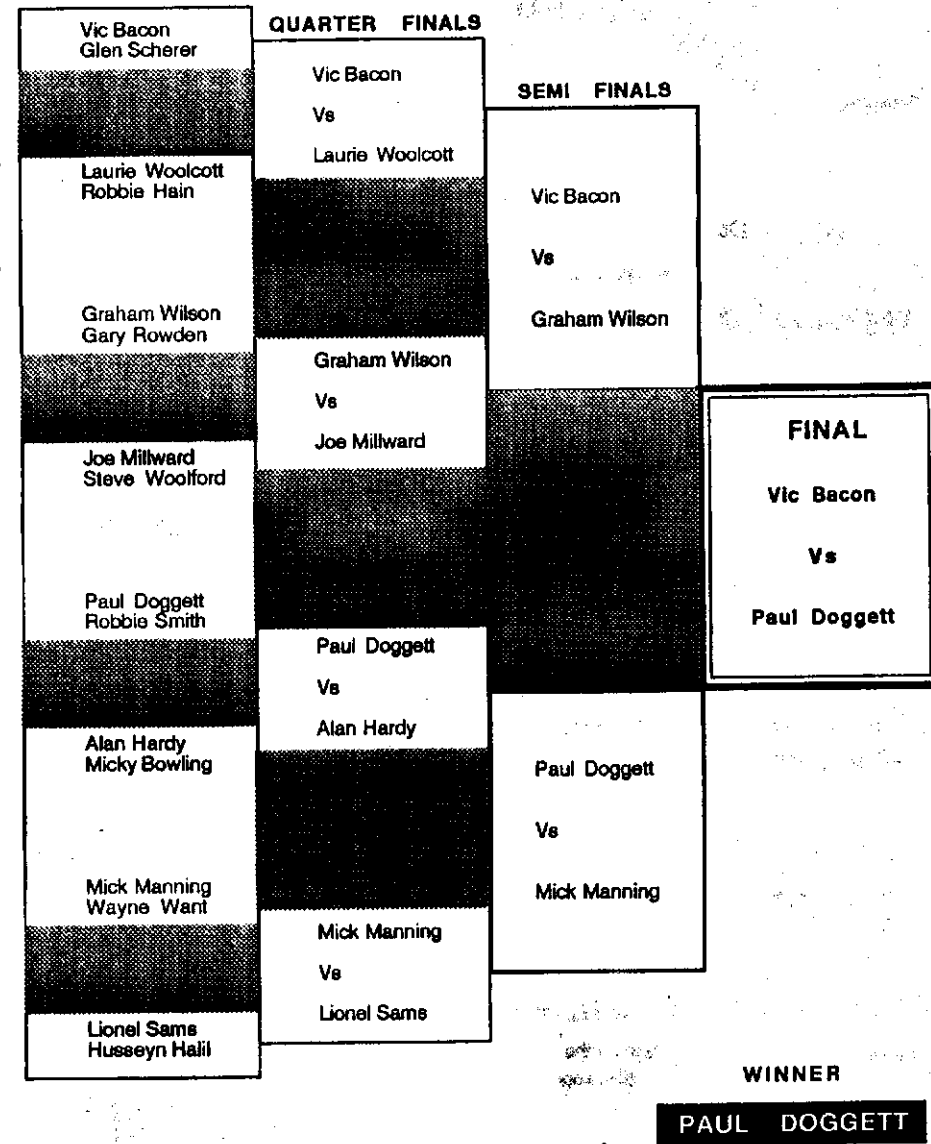 Vic Bacon
Glen Scherer
Laurie Woolcott
Robbie Hain
Graham Wilson
Gary Rowden
Joe Millward
Steve Woolford
Paul Doggett
Robbie Smith
Alan Hardy
Micky Bowling
Mick Manning
Wayne Want
Lionel Sams
Husseyn Halil
QUARTER FINALS
Vic Bacon
Vs
Laurie Woolcott
Graham Wilson
Vs
Joe Millward
Paul Doggett
Vs
Alan Hardy
Mick Manning
Vs
Lionel Sams
SEMI FINALS
Vic Bacon
Vs
Graham Wilson
Paul Doggett
Vs
Mick Manning
FINAL
Vic Bacon
Vs
Paul Doggett
WINNER
PAUL DOGGETT